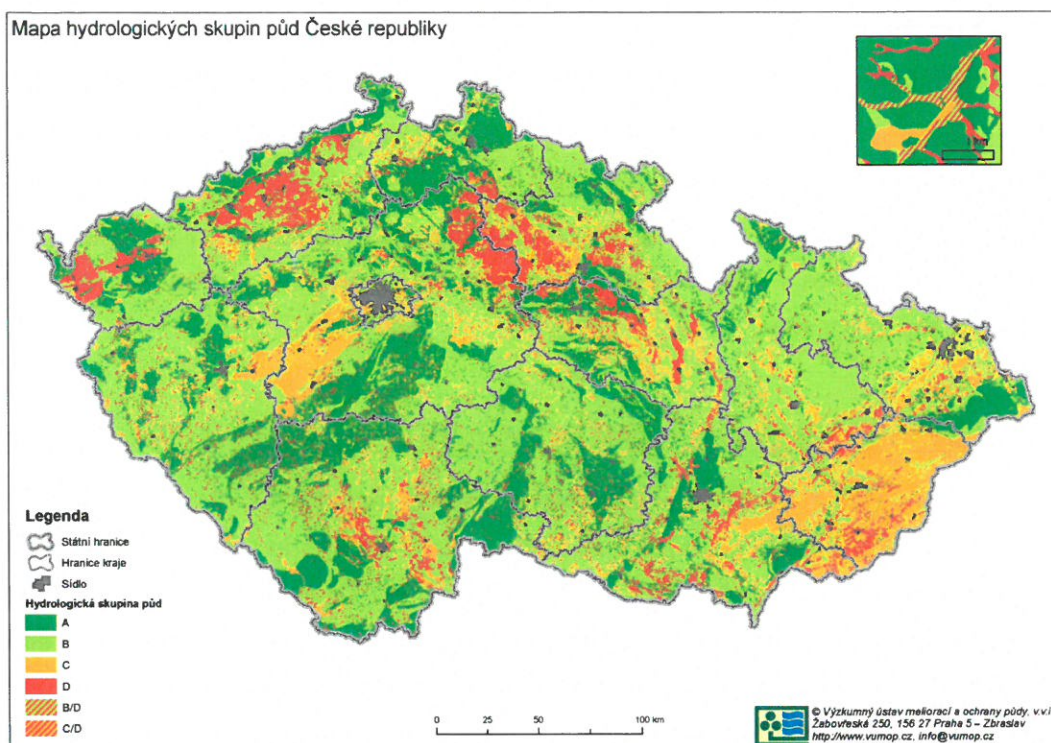 Mapa hydrologických skupin půd České republiky
Legenda
Státní hranice
Hranice kraje
Sídlo
Hydrologická skupina půd
A
B
C
D
B/D
C/D
0 25 50 100 km
© Výzkumný ústav meliorací a ochrany půdy, v.v.i
Žabovřeská 250, 156 27 Praha 5 – Zbraslav
http://www.vumop.cz, info@vumop.cz